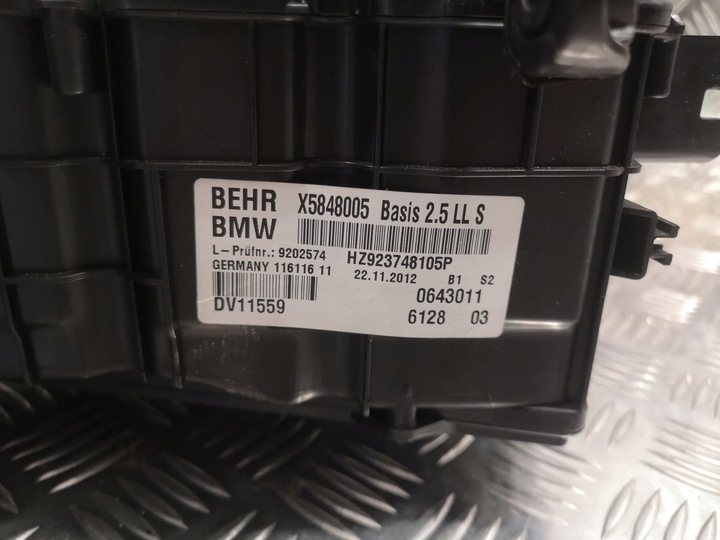 BEHR X5848005 Basis 2.5 LL S
BMW
L-Prüfnr.: 9202574 HZ923748105P
GERMANY 116116 11 22.11.2012 B1 S2
DV11559 0643011
6128 03